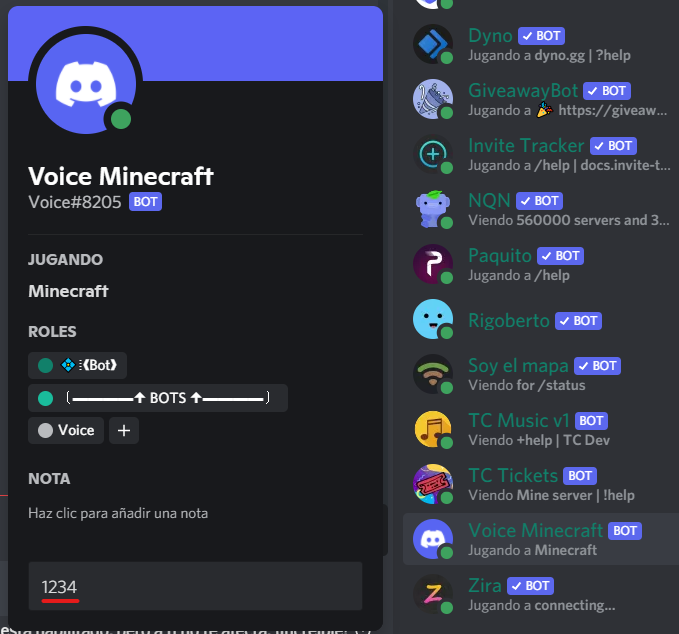 Voice Minecraft
Voice#8205 BOT
JUGANDO
Minecraft
ROLES
⁝⟪Bot⟫
(━━━━━↑ BOTS ↑━━━━━)
Voice +
NOTA
Haz clic para añadir una nota
1234
Dyno ✓ BOT
Jugando a dyno.gg | ?help
GiveawayBot ✓ BOT
Jugando a 🎉 https://giveaw...
Invite Tracker ✓ BOT
Jugando a /help | docs.invite-t...
NQN ✓ BOT
Viendo 560000 servers and 3...
Paquito ✓ BOT
Jugando a /help
Rigoberto ✓ BOT
Soy el mapa ✓ BOT
Viendo for /status
TC Music v1 BOT
Viendo +help | TC Dev
TC Tickets BOT
Viendo Mine server | !help
Voice Minecraft BOT
Jugando a Minecraft
Zira ✓ BOT
Jugando a connecting...